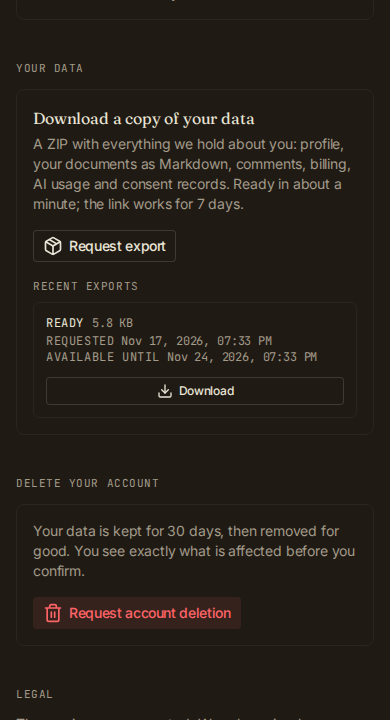 YOUR DATA
Download a copy of your data
A ZIP with everything we hold about you: profile,
your documents as Markdown, comments, billing,
AI usage and consent records. Ready in about a
minute; the link works for 7 days.
Request export
RECENT EXPORTS
READY 5.8 KB
REQUESTED Nov 17, 2026, 07:33 PM
AVAILABLE UNTIL Nov 24, 2026, 07:33 PM
Download
DELETE YOUR ACCOUNT
Your data is kept for 30 days, then removed for
good. You see exactly what is affected before you
confirm.
Request account deletion
LEGAL